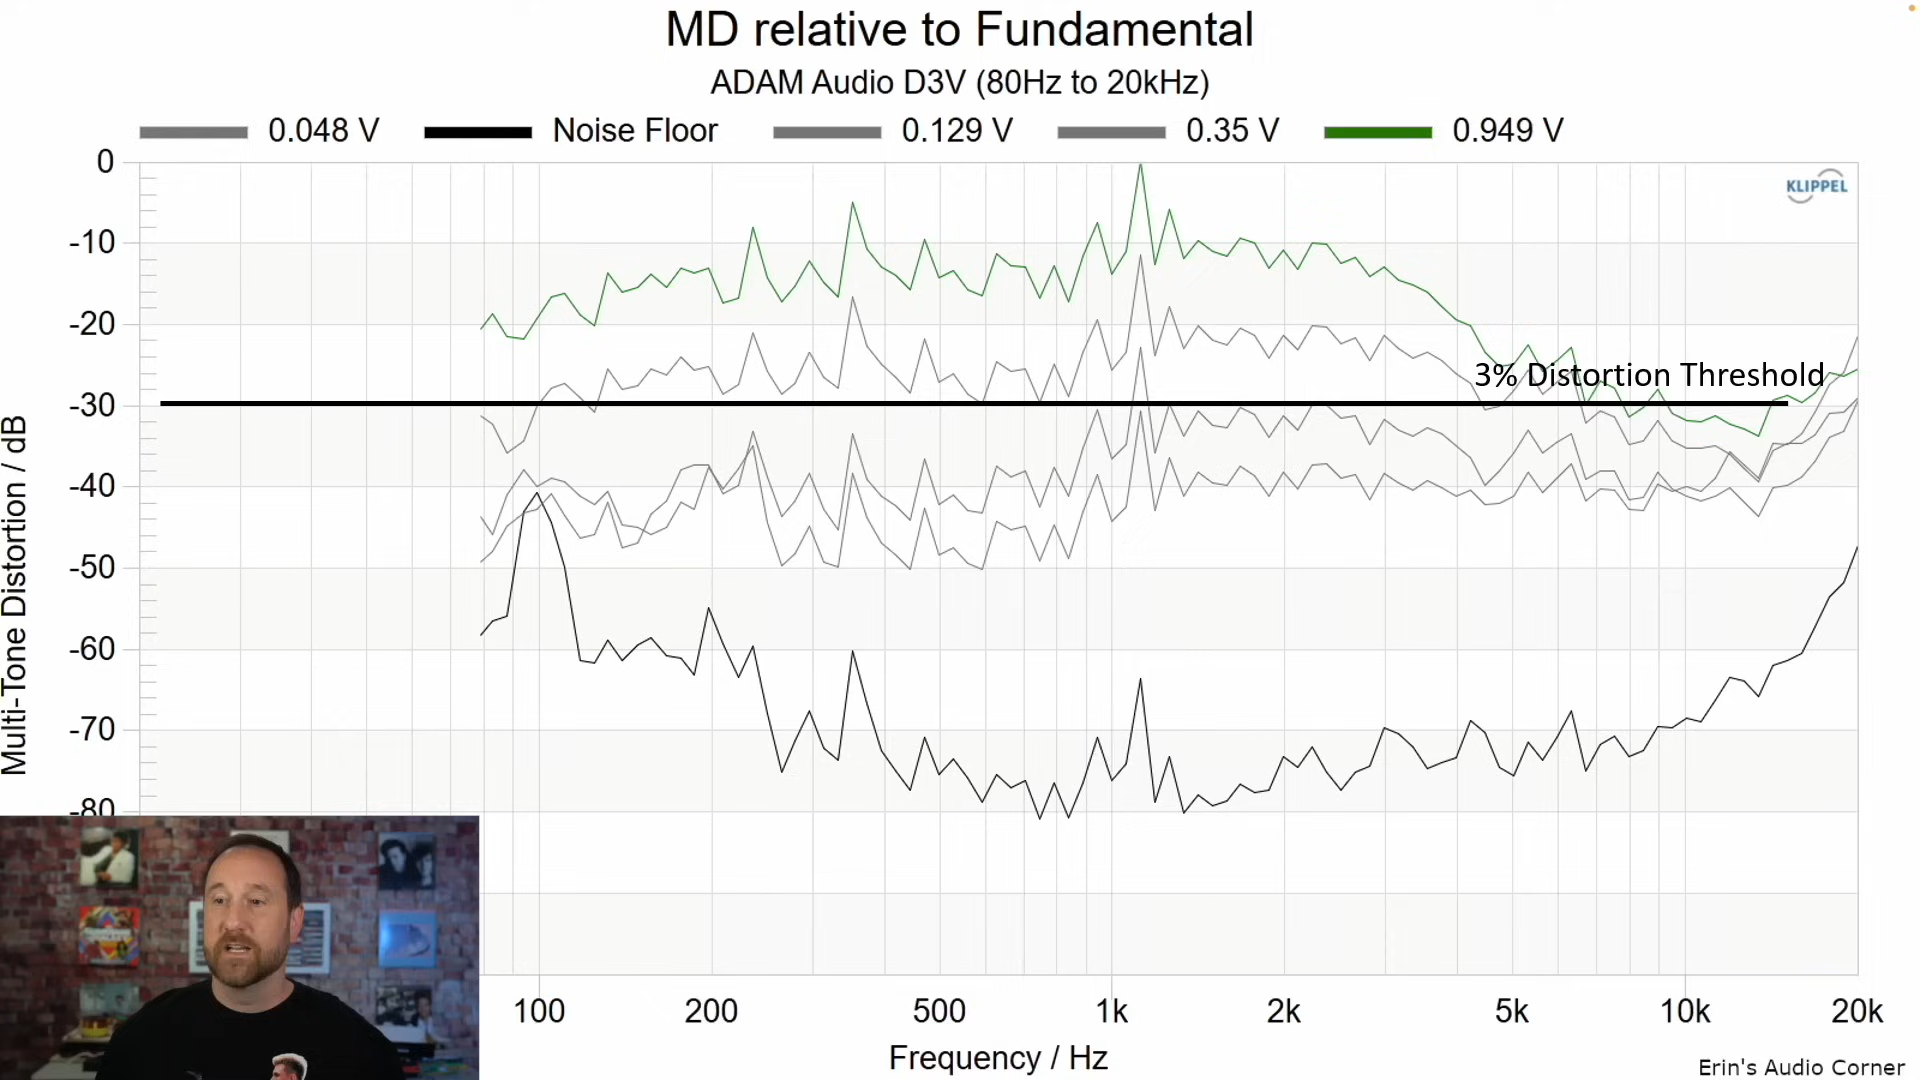 MD relative to Fundamental
ADAM Audio D3V (80Hz to 20kHz)
0.048 V Noise Floor 0.129 V 0.35 V 0.949 V
KLIPPEL
0
-10
-20
-30
-40
-50
-60
-70
-80
Multi-Tone Distortion / dB
3% Distortion Threshold
100 200 500 1k 2k 5k 10k 20k
Frequency / Hz
Erin's Audio Corner